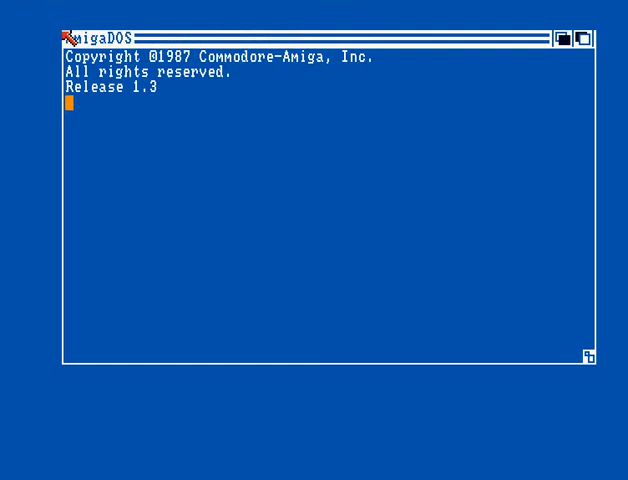 AmigaDOS
Copyright ©1987 Commodore-Amiga, Inc.
All rights reserved.
Release 1.3